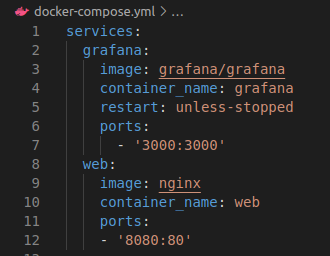 docker-compose.yml
1 services:
2   grafana:
3     image: grafana/grafana
4     container_name: grafana
5     restart: unless-stopped
6     ports:
7       - '3000:3000'
8   web:
9     image: nginx
10     container_name: web
11     ports:
12     - '8080:80'